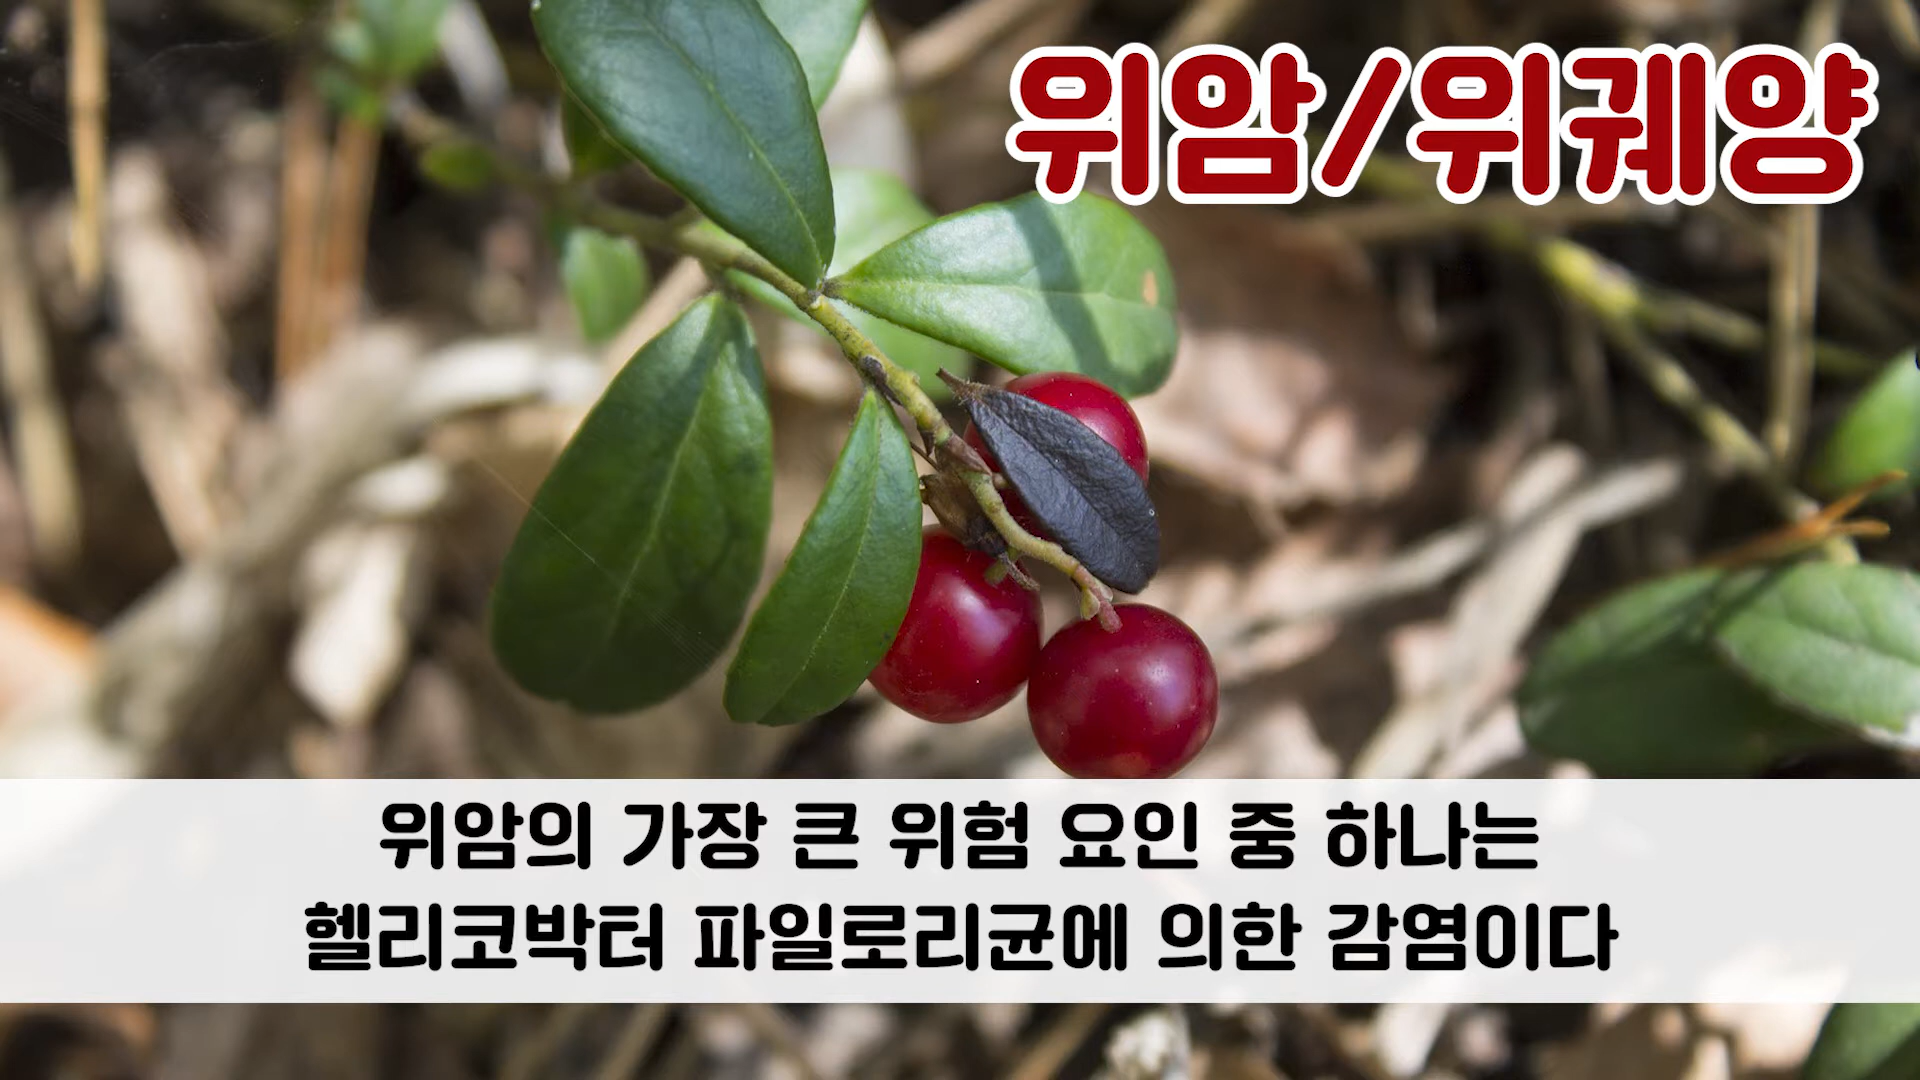 위암/위궤양
위암의 가장 큰 위험 요인 중 하나는
헬리코박터 파일로리균에 의한 감염이다